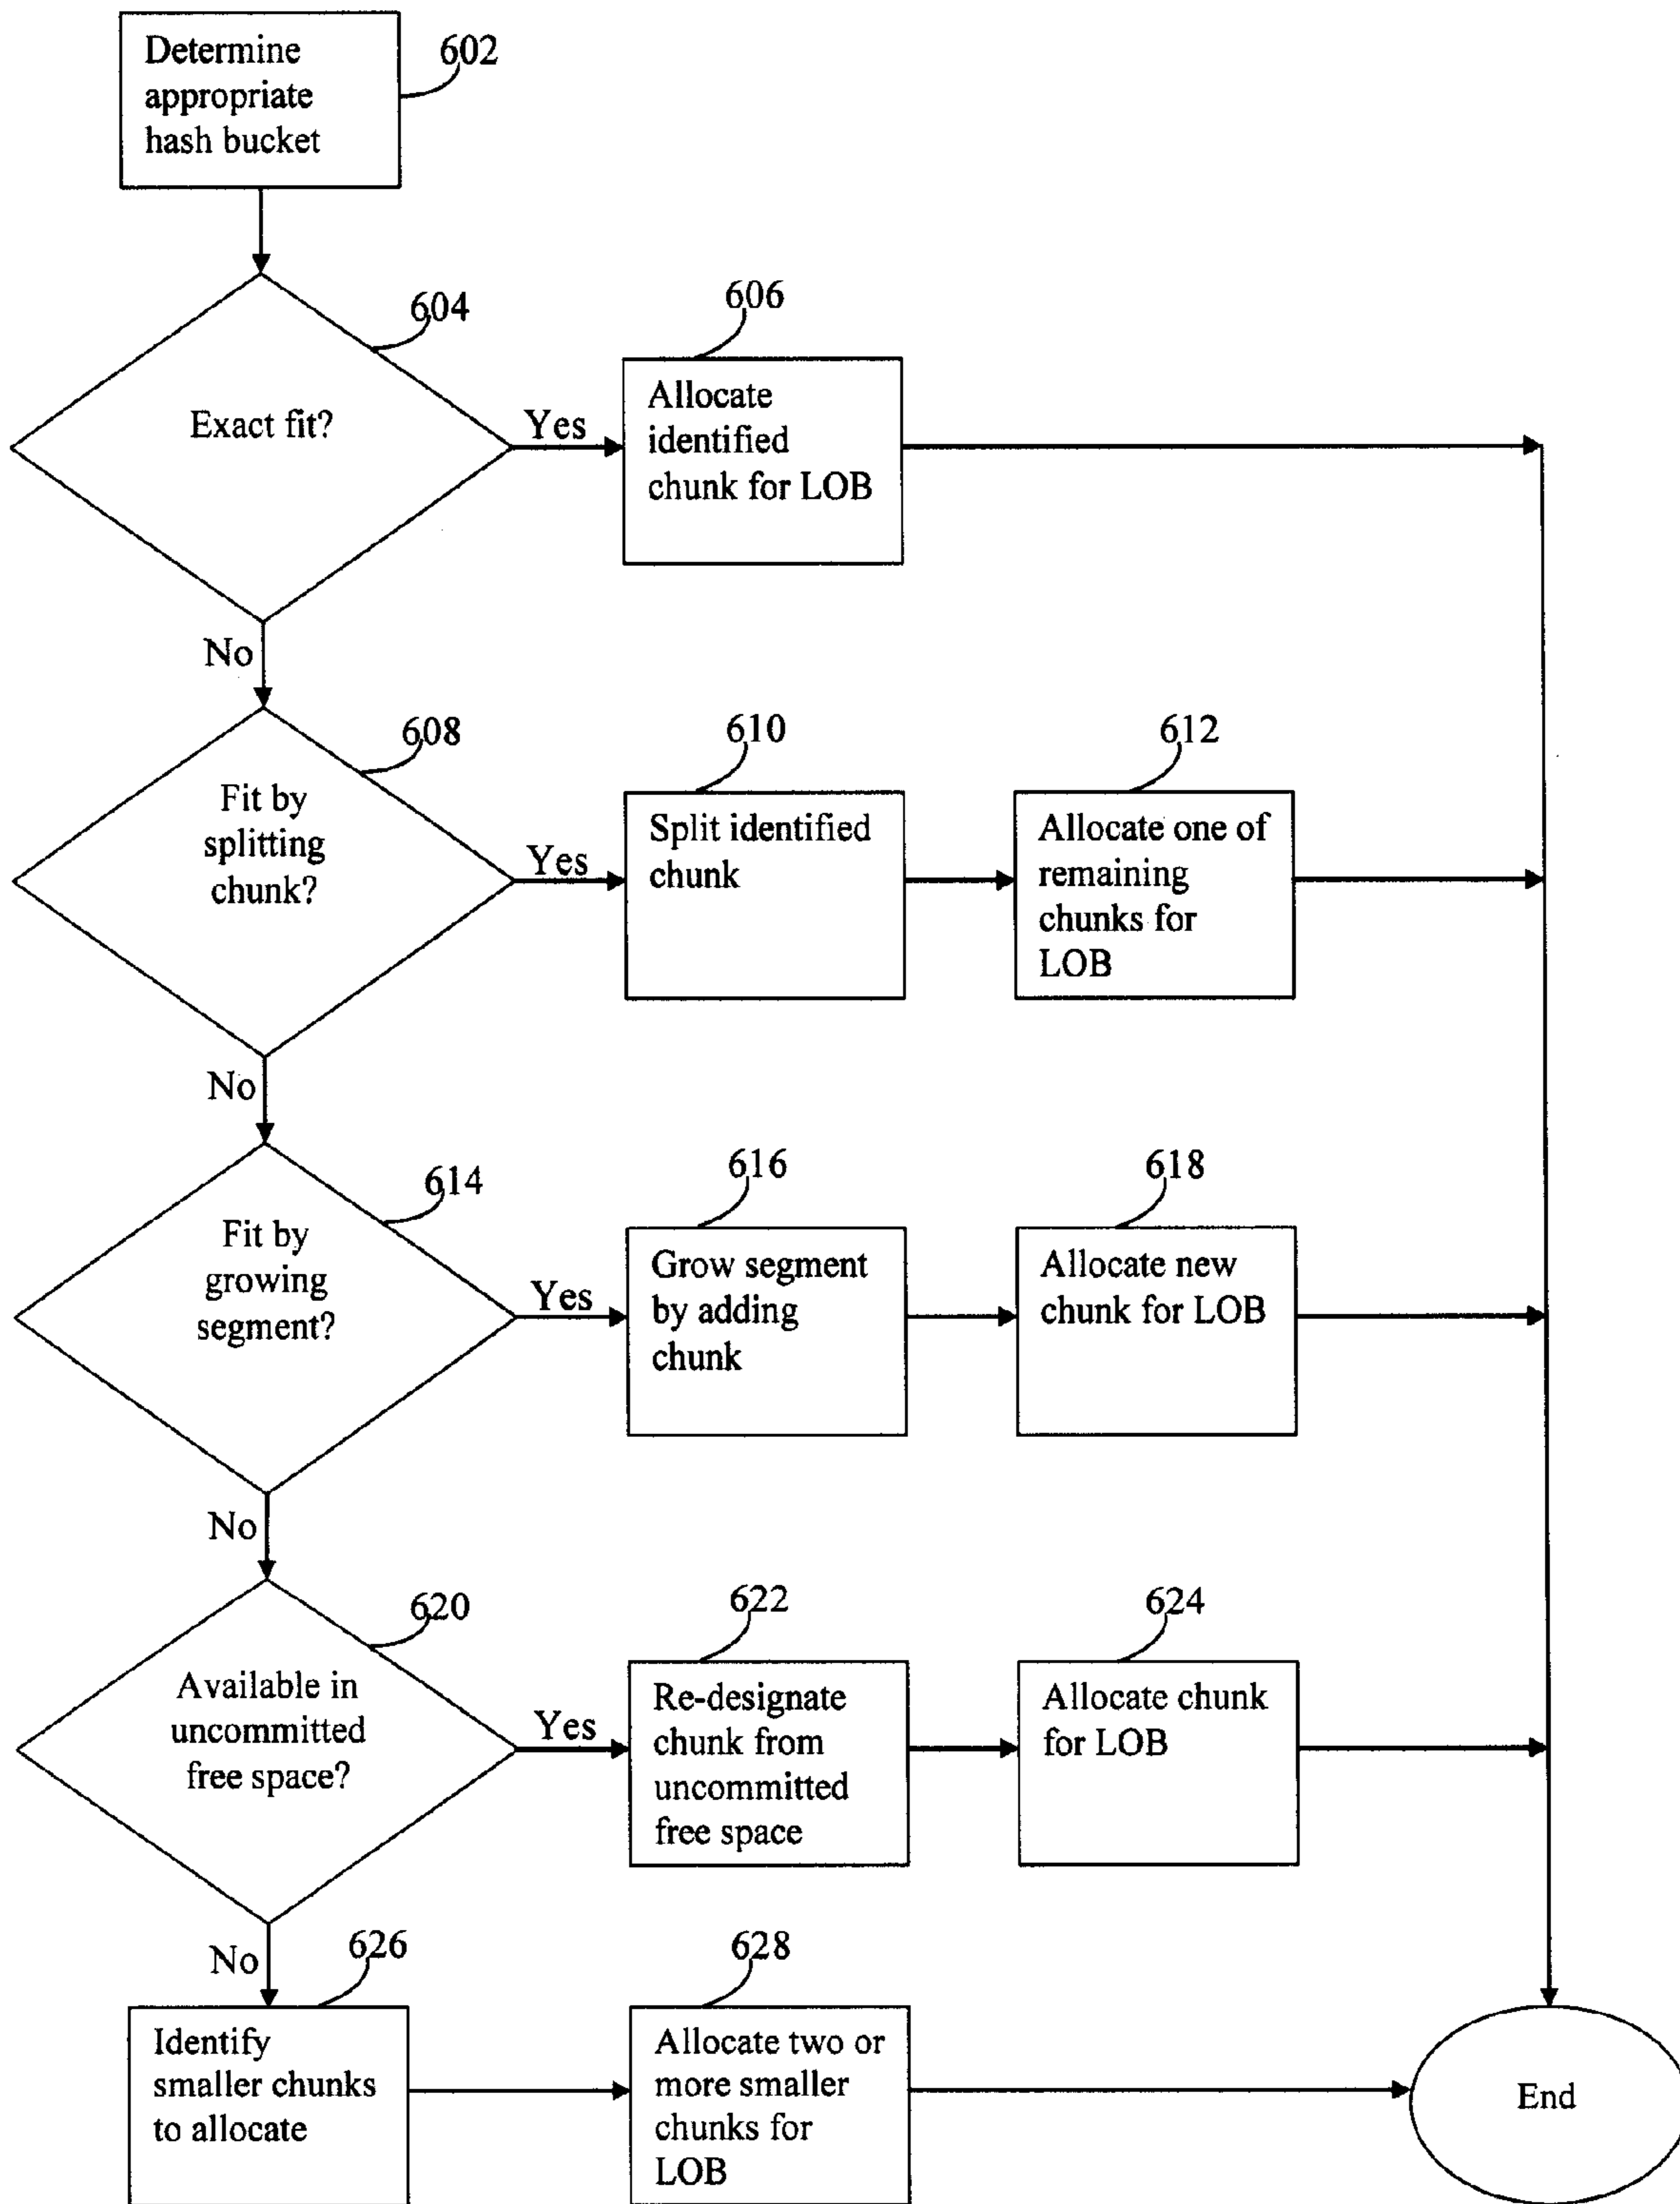 Determine
appropriate
hash bucket
602
604
Exact fit?
Yes
606
Allocate
identified
chunk for LOB
No
608
Fit by
splitting
chunk?
Yes
610
Split identified
chunk
612
Allocate one of
remaining
chunks for
LOB
No
614
Fit by
growing
segment?
Yes
616
Grow segment
by adding
chunk
618
Allocate new
chunk for LOB
No
620
Available in
uncommitted
free space?
Yes
622
Re-designate
chunk from
uncommitted
free space
624
Allocate chunk
for LOB
No
626
Identify
smaller chunks
to allocate
628
Allocate two or
more smaller
chunks for
LOB
End